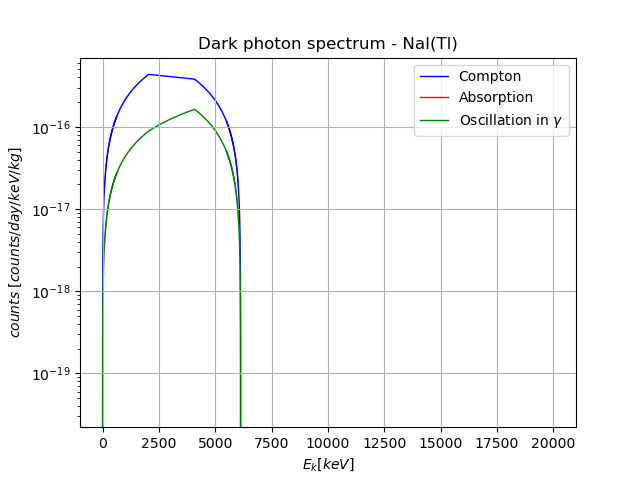 Dark photon spectrum - NaI(Tl)
Compton
Absorption
Oscillation in γ
10⁻¹⁶
10⁻¹⁷
10⁻¹⁸
10⁻¹⁹
counts [counts/day/keV/kg]
0 2500 5000 7500 10000 12500 15000 17500 20000
E_k[keV]